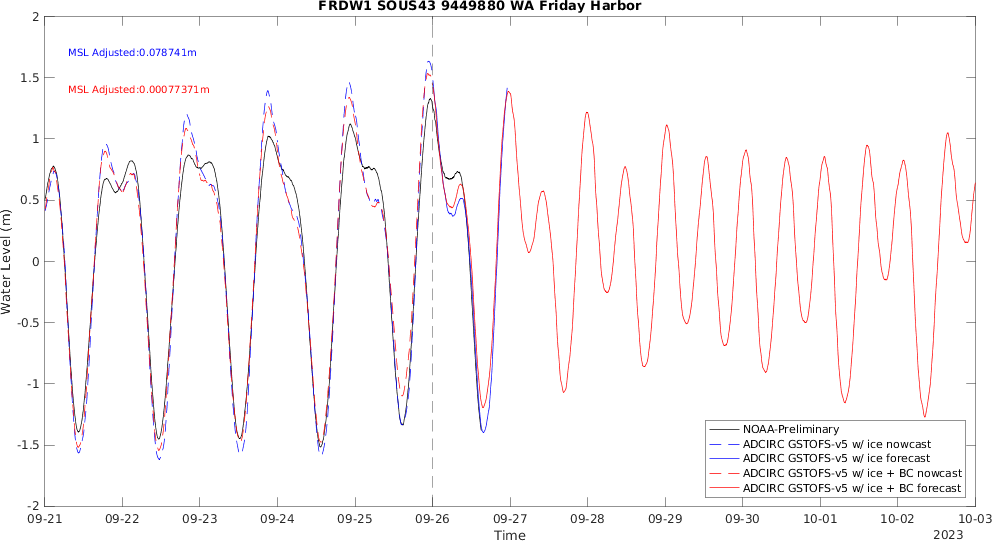 FRDW1 SOUS43 9449880 WA Friday Harbor
MSL Adjusted:0.078741m
MSL Adjusted:0.00077371m
Water Level (m)
2
1.5
1
0.5
0
-0.5
-1
-1.5
-2
NOAA-Preliminary
ADCIRC GSTOFS-v5 w/ ice nowcast
ADCIRC GSTOFS-v5 w/ ice forecast
ADCIRC GSTOFS-v5 w/ ice + BC nowcast
ADCIRC GSTOFS-v5 w/ ice + BC forecast
09-21 09-22 09-23 09-24 09-25 09-26 09-27 09-28 09-29 09-30 10-01 10-02 10-03
Time
2023